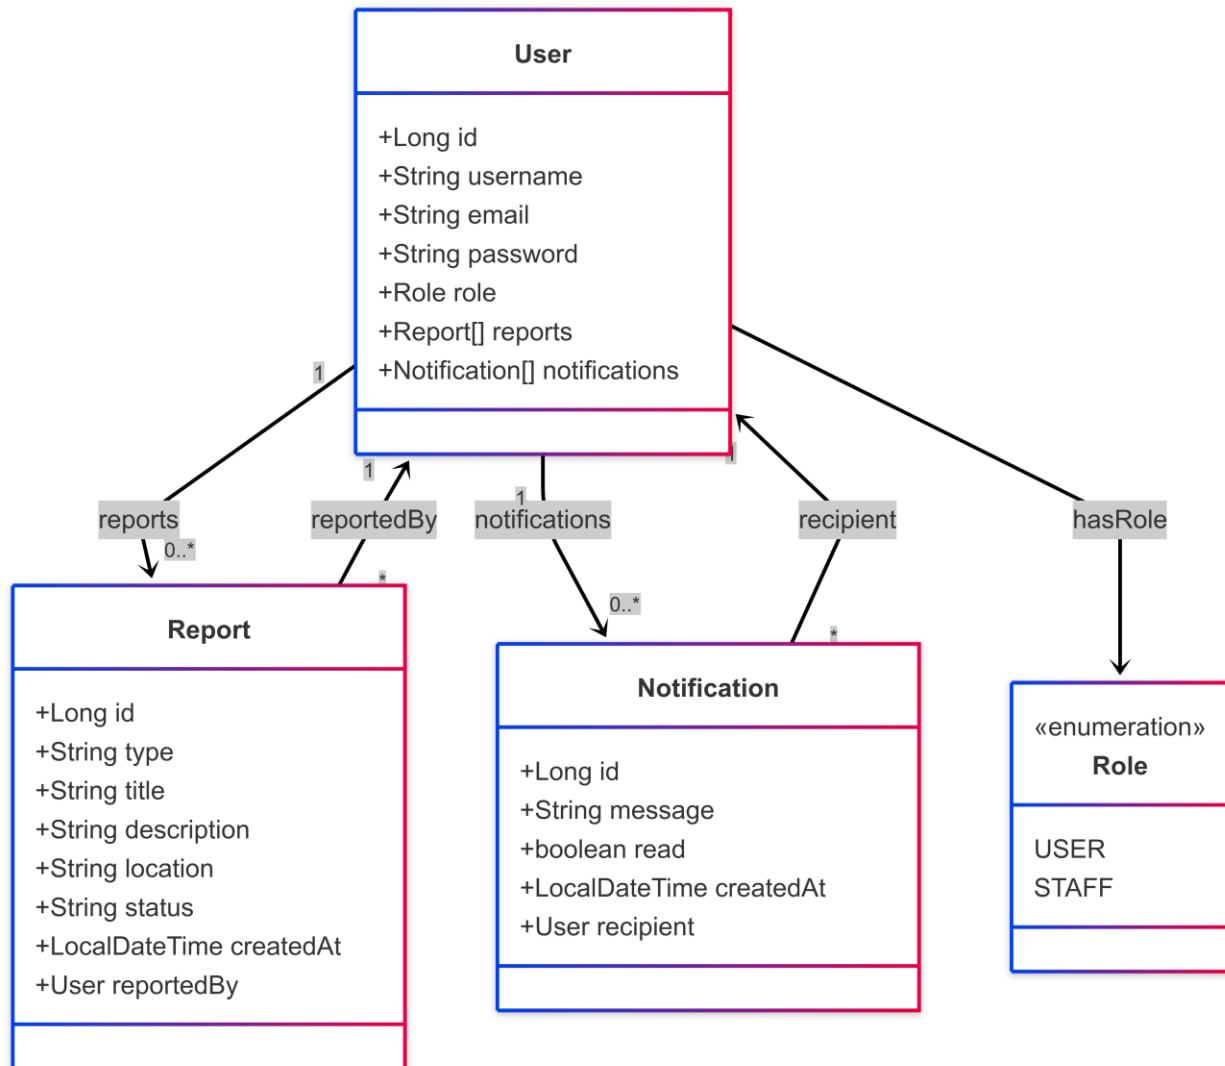 User
+Long id
+String username
+String email
+String password
+Role role
+Report[] reports
+Notification[] notifications
1
1
1
reports
reportedBy
notifications
recipient
hasRole
0..*
*
0..*
*
Report
+Long id
+String type
+String title
+String description
+String location
+String status
+LocalDateTime createdAt
+User reportedBy
Notification
+Long id
+String message
+boolean read
+LocalDateTime createdAt
+User recipient
«enumeration»
Role
USER
STAFF